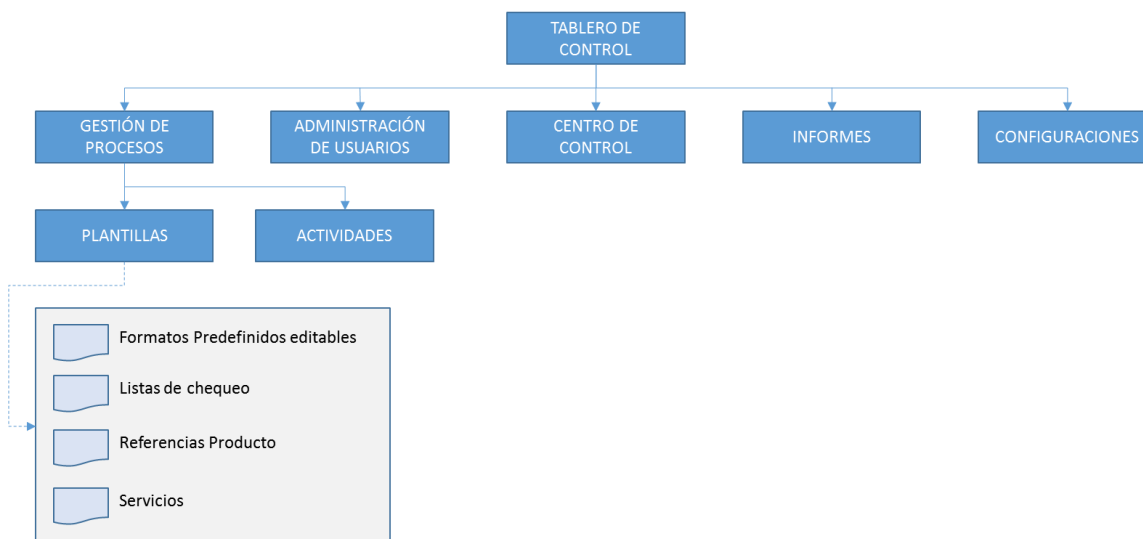 TABLERO DE
CONTROL
GESTIÓN DE
PROCESOS
ADMINISTRACIÓN
DE USUARIOS
CENTRO DE
CONTROL
INFORMES
CONFIGURACIONES
PLANTILLAS
ACTIVIDADES
Formatos Predefinidos editables
Listas de chequeo
Referencias Producto
Servicios